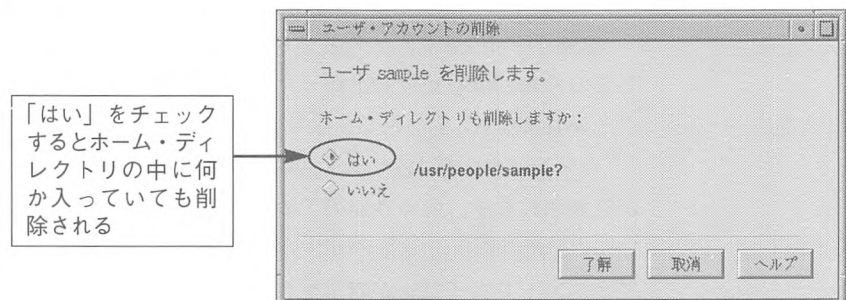 ユーザ・アカウントの削除
ユーザ sample を削除します。
ホーム・ディレクトリも削除しますか：
はい
/usr/people/sample?
いいえ
了解 取消 ヘルプ
「はい」をチェック
するとホーム・ディ
レクトリの中に何
か入っていても削
除される